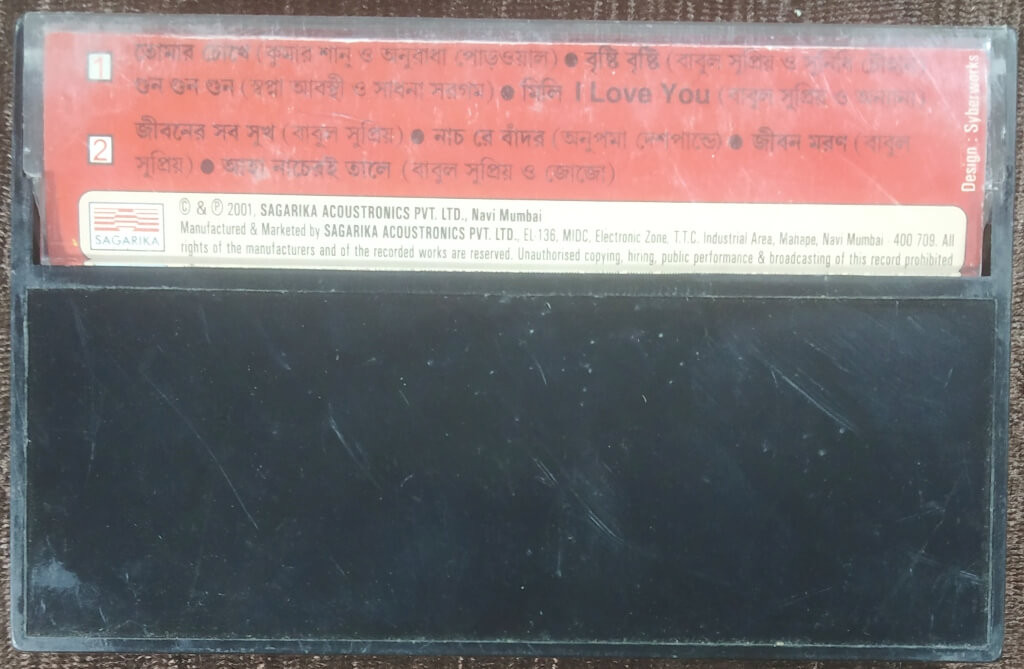 1
তোমার চোখে (কুমার শানু ও অনুরাধা পোড়ওয়াল) ● বৃষ্টি বৃষ্টি (বাবুল সুপ্রিয় ও
গুন গুন গুন (স্বপ্না আবস্থী ও সাধনা সরগম) ● মিলি I Love You (বাবুল সুপ্রিয় ও
2
জীবনের সব সুখ (বাবুল সুপ্রিয়) ● নাচ রে বাঁদর (অনুপমা দেশপান্ডে) ● জীবন মরণ (বাবুল
সুপ্রিয়) ● আহা নাচেরই তালে (বাবুল সুপ্রিয় ও জোজো)
Design : Syberworks
SAGARIKA
© & ℗ 2001, SAGARIKA ACOUSTRONICS PVT. LTD., Navi Mumbai
Manufactured & Marketed by SAGARIKA ACOUSTRONICS PVT. LTD., EL-136, MIDC, Electronic Zone, T.T.C. Industrial Area, Mahape, Navi Mumbai - 400 709. All
rights of the manufacturers and of the recorded works are reserved. Unauthorised copying, hiring, public performance & broadcasting of this record prohibited